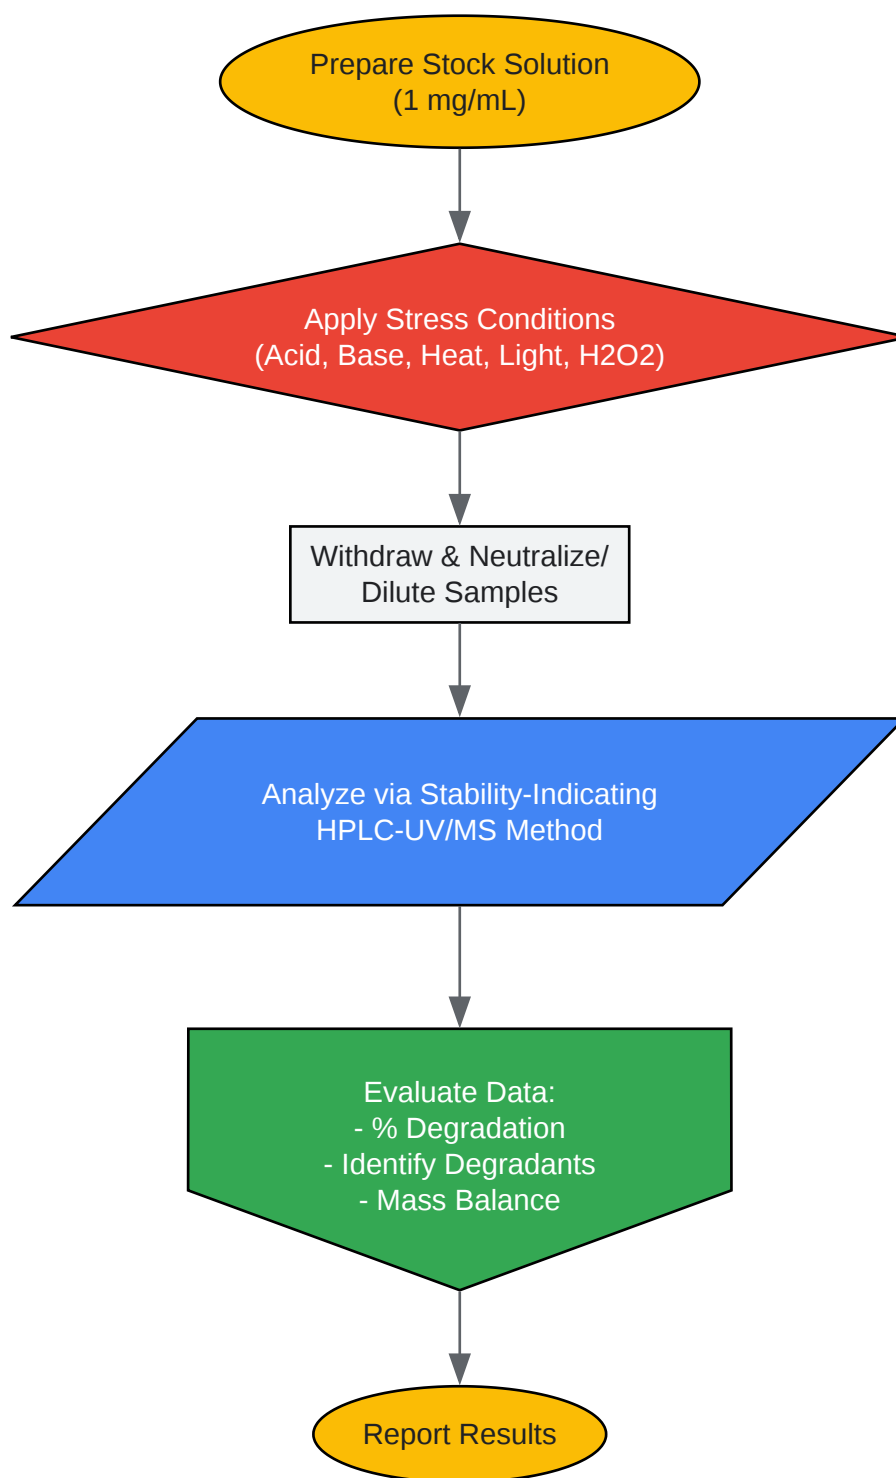 Prepare Stock Solution
(1 mg/mL)
Apply Stress Conditions
(Acid, Base, Heat, Light, H2O2)
Withdraw & Neutralize/
Dilute Samples
Analyze via Stability-Indicating
HPLC-UV/MS Method
Evaluate Data:
- % Degradation
- Identify Degradants
- Mass Balance
Report Results